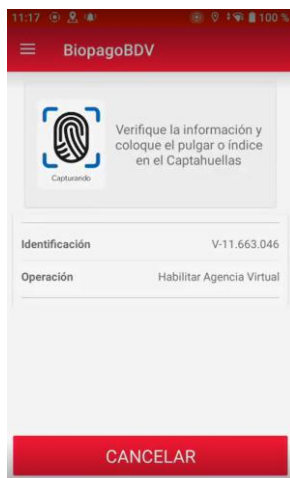 11:17 100 %
BiopagoBDV
Verifique la información y
coloque el pulgar o índice
en el Captahuellas
Capturando
Identificación V-11.663.046
Operación Habilitar Agencia Virtual
CANCELAR